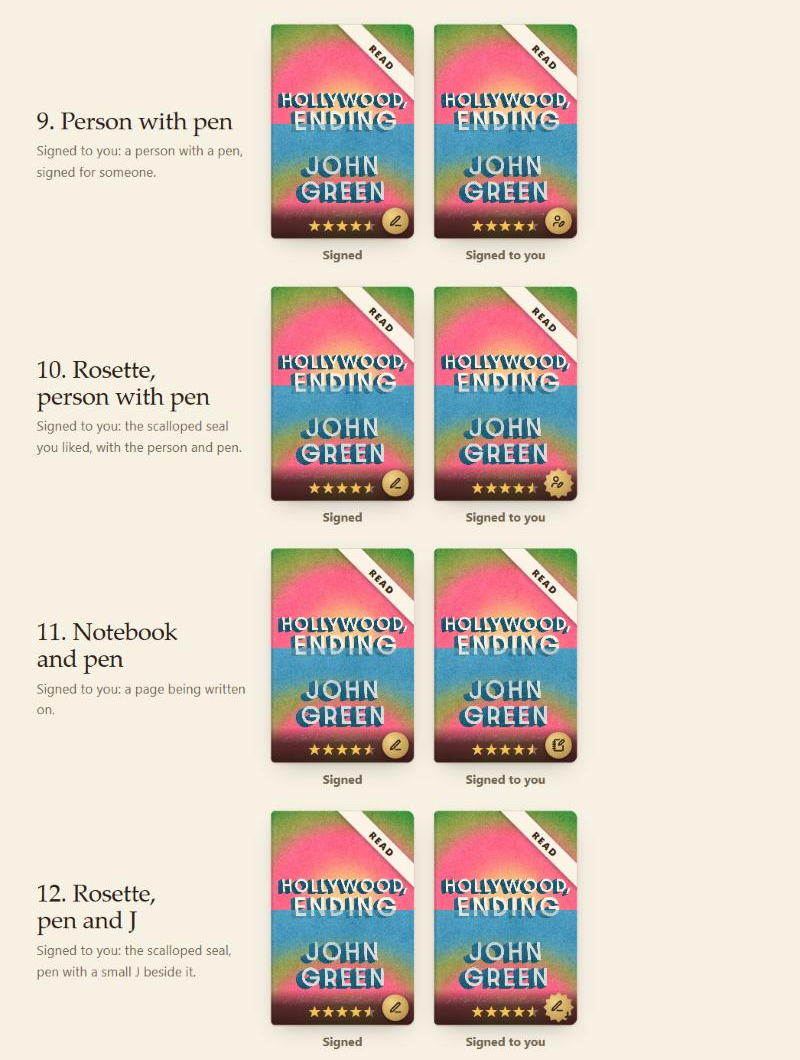 9. Person with pen
Signed to you: a person with a pen,
signed for someone.
READ
HOLLYWOOD,
ENDING
JOHN
GREEN
Signed
READ
HOLLYWOOD,
ENDING
JOHN
GREEN
Signed to you
10. Rosette,
person with pen
Signed to you: the scalloped seal
you liked, with the person and pen.
READ
HOLLYWOOD,
ENDING
JOHN
GREEN
Signed
READ
HOLLYWOOD,
ENDING
JOHN
GREEN
Signed to you
11. Notebook
and pen
Signed to you: a page being written
on.
READ
HOLLYWOOD,
ENDING
JOHN
GREEN
Signed
READ
HOLLYWOOD,
ENDING
JOHN
GREEN
Signed to you
12. Rosette,
pen and J
Signed to you: the scalloped seal,
pen with a small J beside it.
READ
HOLLYWOOD,
ENDING
JOHN
GREEN
Signed
READ
HOLLYWOOD,
ENDING
JOHN
GREEN
Signed to you